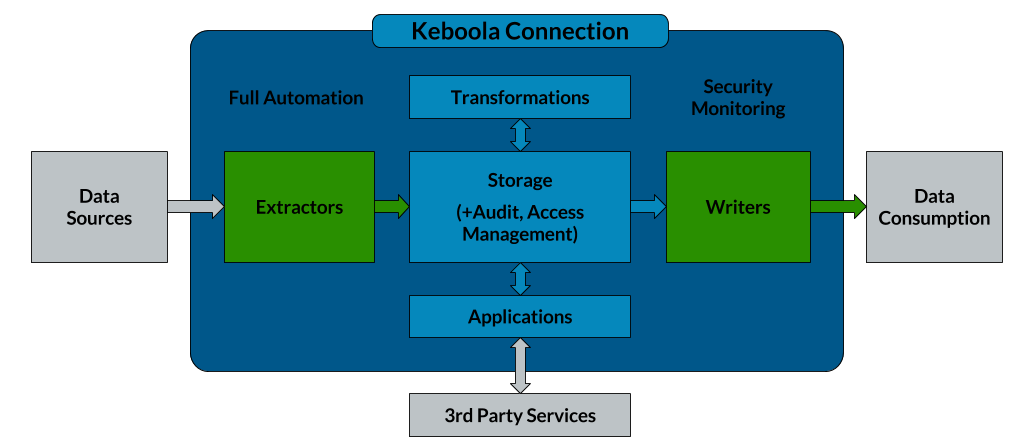 Keboola Connection
Full Automation
Transformations
Security
Monitoring
Data
Sources
Extractors
Storage
(+Audit, Access
Management)
Writers
Data
Consumption
Applications
3rd Party Services